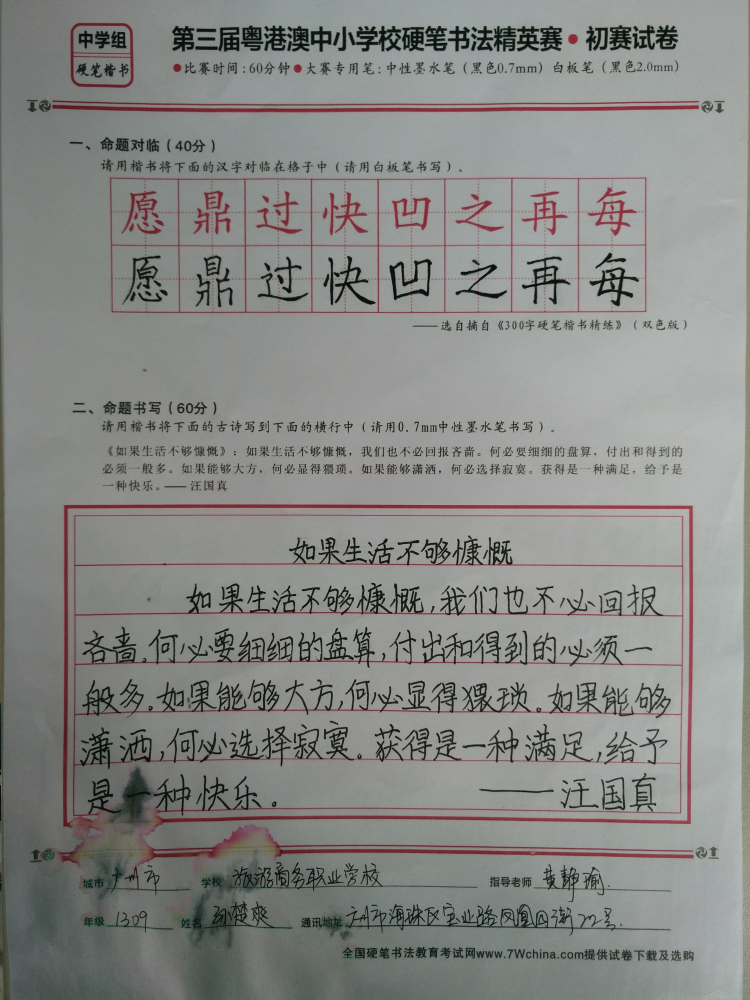 中学组
硬笔楷书
第三届粤港澳中小学校硬笔书法精英赛•初赛试卷
●比赛时间:60分钟●大赛专用笔:中性墨水笔(黑色0.7mm)白板笔(黑色2.0mm)
一、命题对临(40分)
请用楷书将下面的汉字对临在格子中(请用白板笔书写)。
愿鼎过快凹之再每
愿鼎过快凹之再每
——选自摘自《300字硬笔楷书精练》(双色版)
二、命题书写(60分)
请用楷书将下面的古诗写到下面的横行中(请用0.7mm中性墨水笔书写)。
《如果生活不够慷慨》:如果生活不够慷慨,我们也不必回报吝啬。何必要细细的盘算,付出和得到的
必须一般多。如果能够大方,何必显得猥琐。如果能够潇洒,何必选择寂寞。获得是一种满足,给予是
一种快乐。——汪国真
如果生活不够慷慨
如果生活不够慷慨,我们也不必回报
吝啬。何必要细细的盘算,付出和得到的必须一
般多。如果能够大方,何必显得猥琐。如果能够
潇洒,何必选择寂寞。获得是一种满足,给予
是一种快乐。 ——汪国真
城市 广州市 学校 旅游商务职业学校 指导老师 黄静瑜
年级 1309 姓名 孙楚爽 通讯地址 广州市海珠区宝业路凤凰四街22号
全国硬笔书法教育考试网www.7Wchina.com提供试卷下载及选购